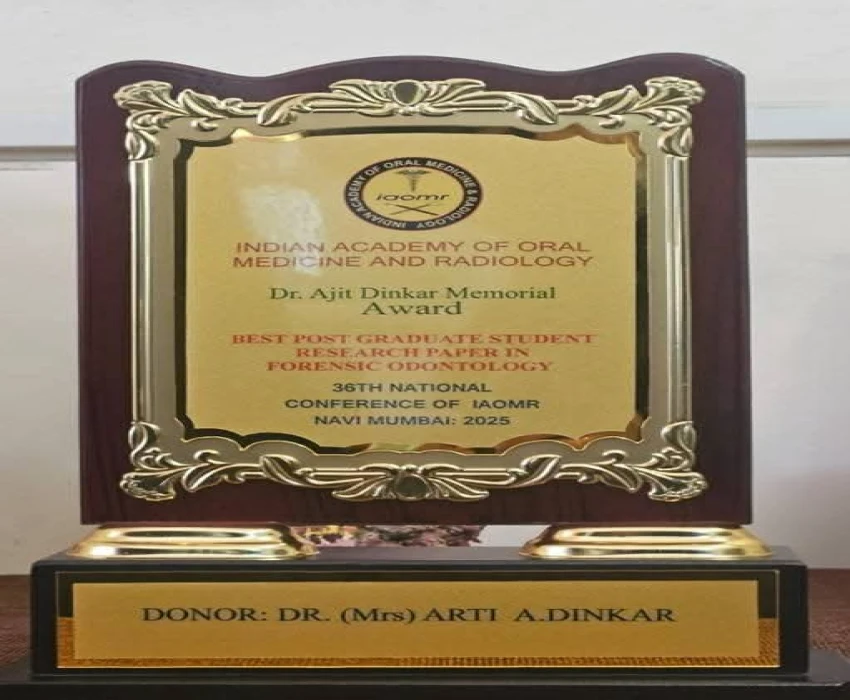 INDIAN ACADEMY OF ORAL MEDICINE & RADIOLOGY
iaomr
INDIAN ACADEMY OF ORAL
MEDICINE AND RADIOLOGY
Dr. Ajit Dinkar Memorial
Award
BEST POST GRADUATE STUDENT
RESEARCH PAPER IN
FORENSIC ODONTOLOGY
36TH NATIONAL
CONFERENCE OF IAOMR
NAVI MUMBAI: 2025
DONOR: DR. (Mrs) ARTI A.DINKAR